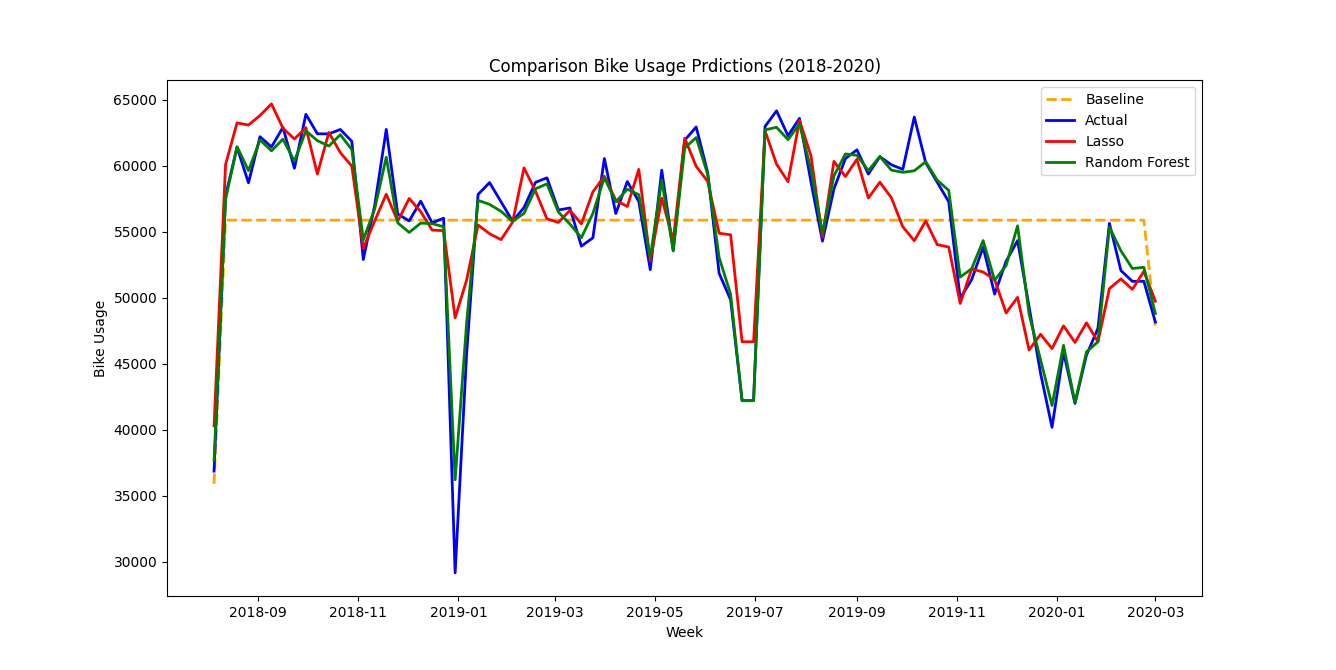 Comparison Bike Usage Prdictions (2018-2020)
65000
60000
55000
50000
45000
40000
35000
30000
Bike Usage
Baseline
Actual
Lasso
Random Forest
2018-09 2018-11 2019-01 2019-03 2019-05 2019-07 2019-09 2019-11 2020-01 2020-03
Week